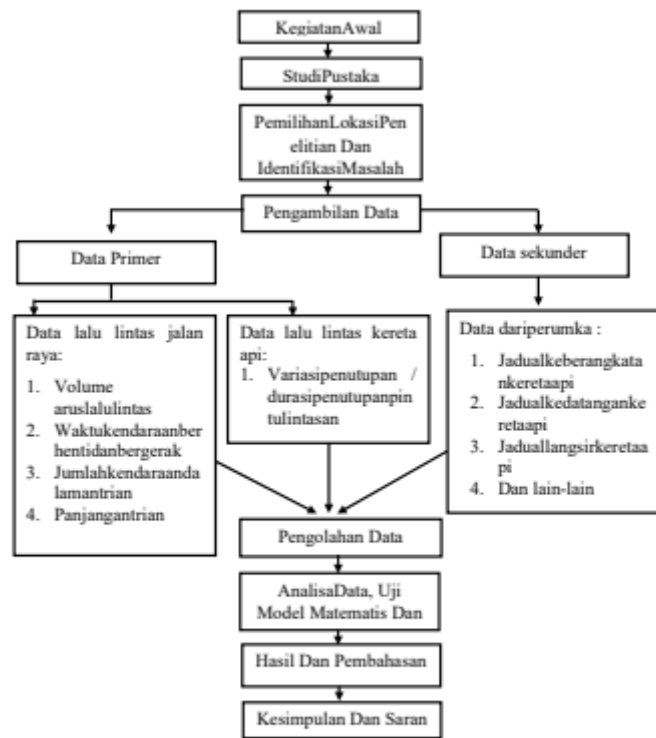 KegiatanAwal
StudiPustaka
PemilihanLokasiPen
elitian Dan
IdentifikasiMasalah
Pengambilan Data
Data Primer
Data sekunder
Data lalu lintas jalan
raya:
1. Volume
aruslalulintas
2. Waktukendaraanber
hentidanbergerak
3. Jumlahkendaraanda
lamantrian
4. Panjangantrian
Data lalu lintas kereta
api:
1. Variasipenutupan /
durasipenutupanpin
tulintasan
Data dariperumka :
1. Jadualkeberangkata
nkeretaapi
2. Jadualkedatanganke
retaapi
3. Jaduallangsirkeretaa
pi
4. Dan lain-lain
Pengolahan Data
AnalisaData, Uji
Model Matematis Dan
Hasil Dan Pembahasan
Kesimpulan Dan Saran